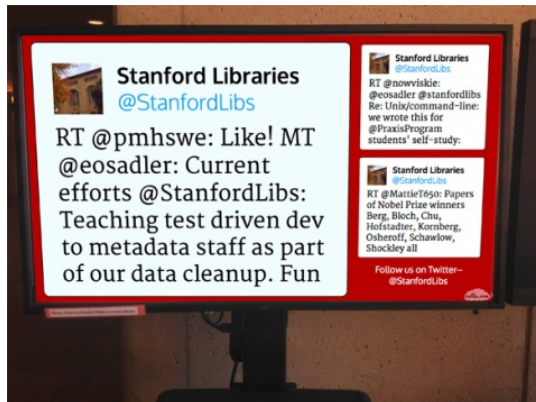 Stanford Libraries
@StanfordLibs
RT @pmhswe: Like! MT
@eosadler: Current
efforts @StanfordLibs:
Teaching test driven dev
to metadata staff as part
of our data cleanup. Fun
Stanford Libraries
@StanfordLibs
RT @nowviskie:
@eosadler @stanfordlibs
Re: Unix/command-line:
we wrote this for
@PraxisProgram
students' self-study:
Stanford Libraries
@StanfordLibs
RT @MattieT650: Papers
of Nobel Prize winners
Berg, Bloch, Chu,
Hofstadter, Kornberg,
Osheroff, Schawlow,
Shockley all
Follow us on Twitter—
@StanfordLibs